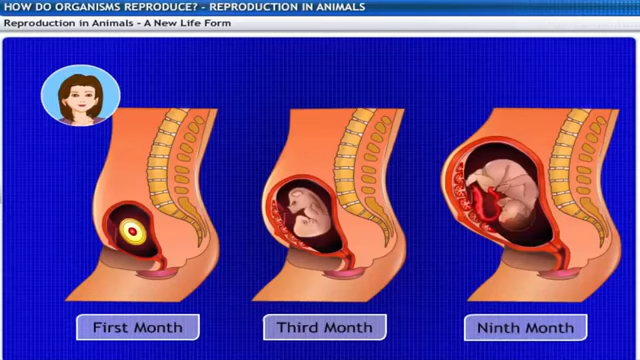 HOW DO ORGANISMS REPRODUCE? - REPRODUCTION IN ANIMALS
Reproduction in Animals - A New Life Form
First Month
Third Month
Ninth Month